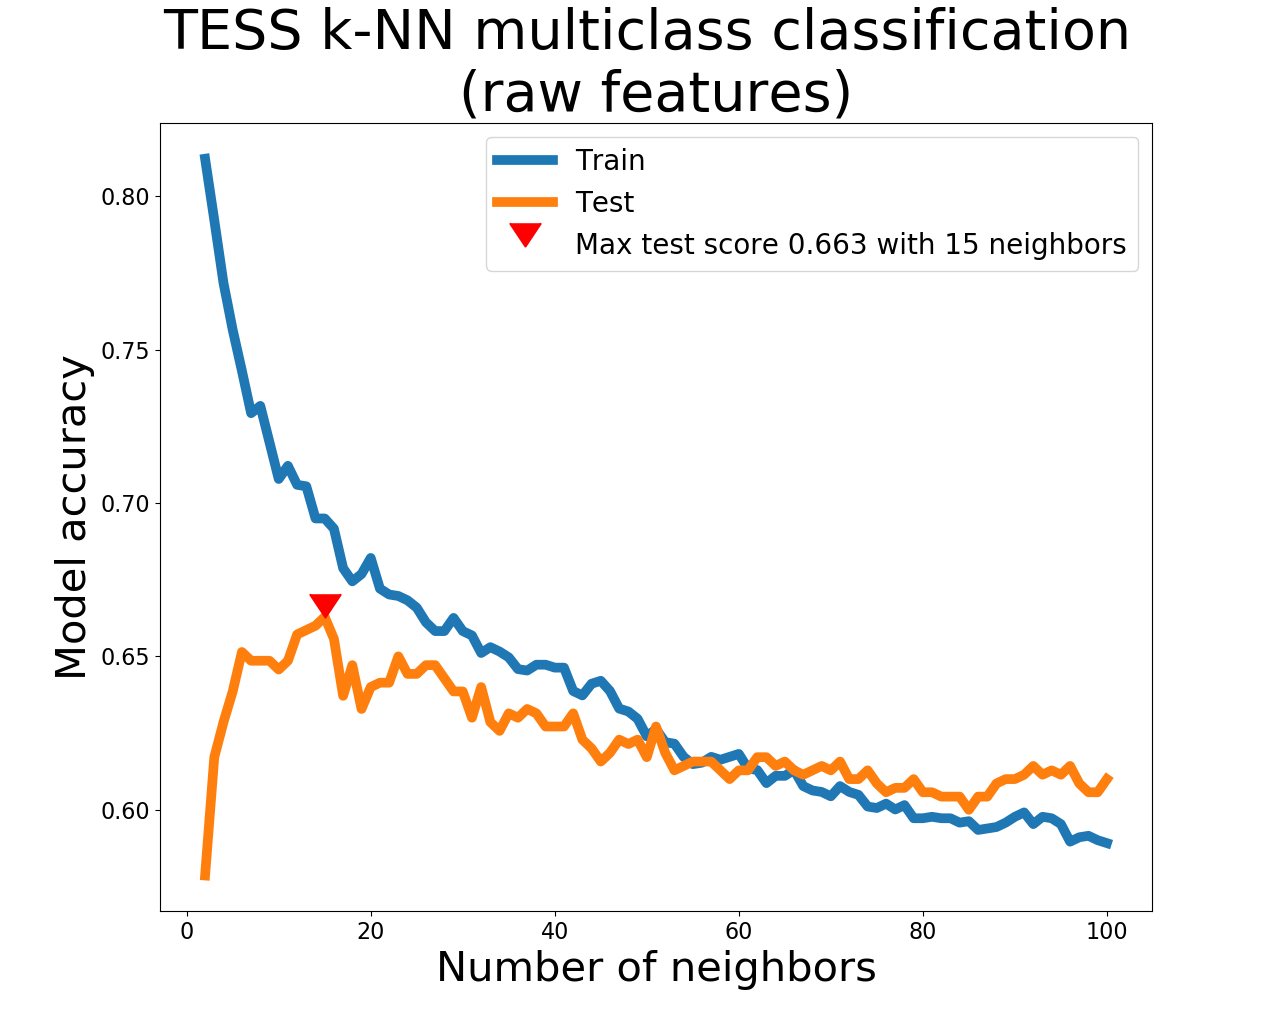 TESS k-NN multiclass classification
(raw features)
Train
Test
Max test score 0.663 with 15 neighbors
Model accuracy
0.80
0.75
0.70
0.65
0.60
0 20 40 60 80 100
Number of neighbors